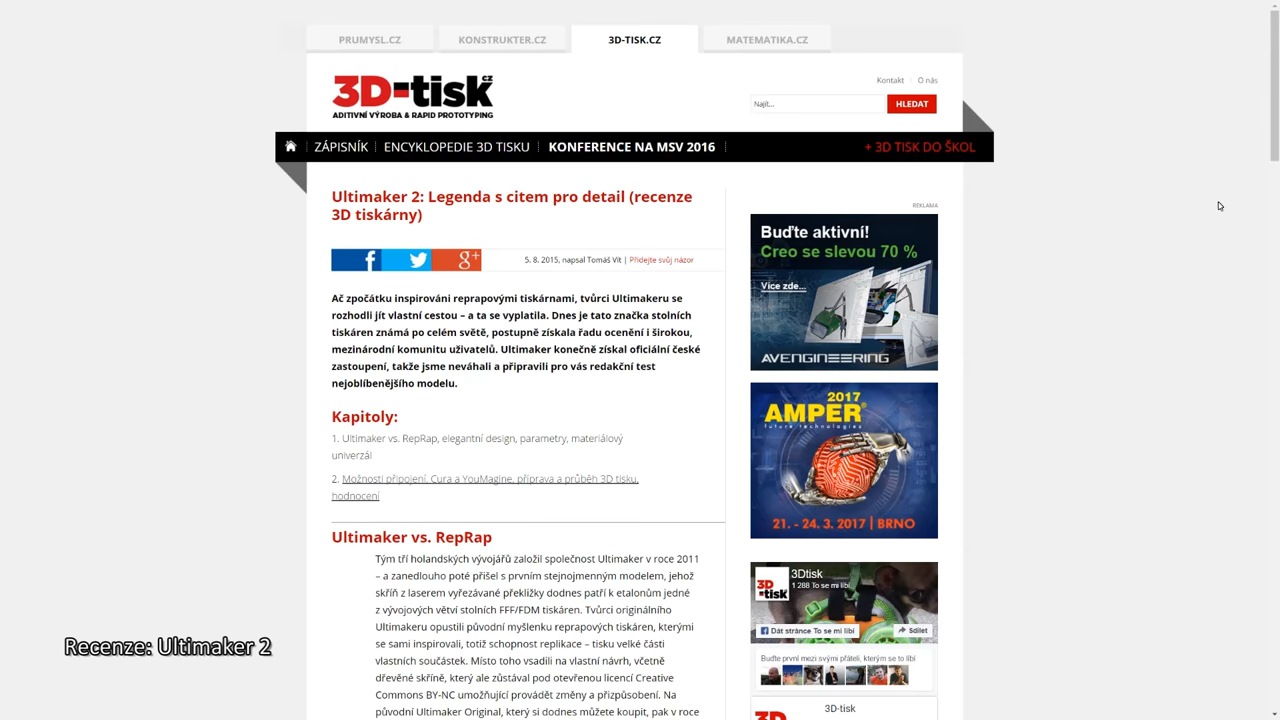 PRUMYSL.CZ
KONSTRUKTER.CZ
3D-TISK.CZ
MATEMATIKA.CZ
3D-tisk.CZ
ADITIVNÍ VÝROBA & RAPID PROTOTYPING
Kontakt
O nás
Najít...
HLEDAT
ZÁPISNÍK
ENCYKLOPEDIE 3D TISKU
KONFERENCE NA MSV 2016
+ 3D TISK DO ŠKOL
Ultimaker 2: Legenda s citem pro detail (recenze
3D tiskárny)
5. 8. 2015, napsal Tomáš Vít | Přidejte svůj názor
Ač zpočátku inspirováni reprapovými tiskárnami, tvůrci Ultimakeru se
rozhodli jít vlastní cestou – a ta se vyplatila. Dnes je tato značka stolních
tiskáren známá po celém světě, postupně získala řadu ocenění i širokou,
mezinárodní komunitu uživatelů. Ultimaker konečně získal oficiální české
zastoupení, takže jsme neváhali a připravili pro vás redakční test
nejoblíbenějšího modelu.
Kapitoly:
1. Ultimaker vs. RepRap, elegantní design, parametry, materiálový
univerzál
2. Možnosti připojení, Cura a YouMagine, příprava a průběh 3D tisku,
hodnocení
Ultimaker vs. RepRap
Tým tří holandských vývojářů založil společnost Ultimaker v roce 2011
– a zanedlouho poté přišel s prvním stejnojmenným modelem, jehož
skříň z laserem vyřezávané překližky dodnes patří k etalonům jedné
z vývojových větví stolních FFF/FDM tiskáren. Tvůrci originálního
Ultimakeru opustili původní myšlenku reprapových tiskáren, kterými
se sami inspirovali, totiž schopnost replikace – tisku velké části
vlastních součástek. Místo toho vsadili na vlastní návrh, včetně
dřevěné skříně, který ale zůstával pod otevřenou licencí Creative
Commons BY-NC umožňující provádět změny a přizpůsobení. Na
původní Ultimaker Original, který si dodnes můžete koupit, pak v roce
REKLAMA
Buďte aktivní!
Creo se slevou 70 %
Více zde...
AVENGINEERING
2017
AMPER
future technologies
21. - 24. 3. 2017 | BRNO
3D
tisk
3Dtisk
1 288 To se mi líbí
Dát stránce To se mi líbí
Sdílet
Buďte první mezi svými přáteli, kterým se to líbí
3D-tisk
3D
Recenze: Ultimaker 2